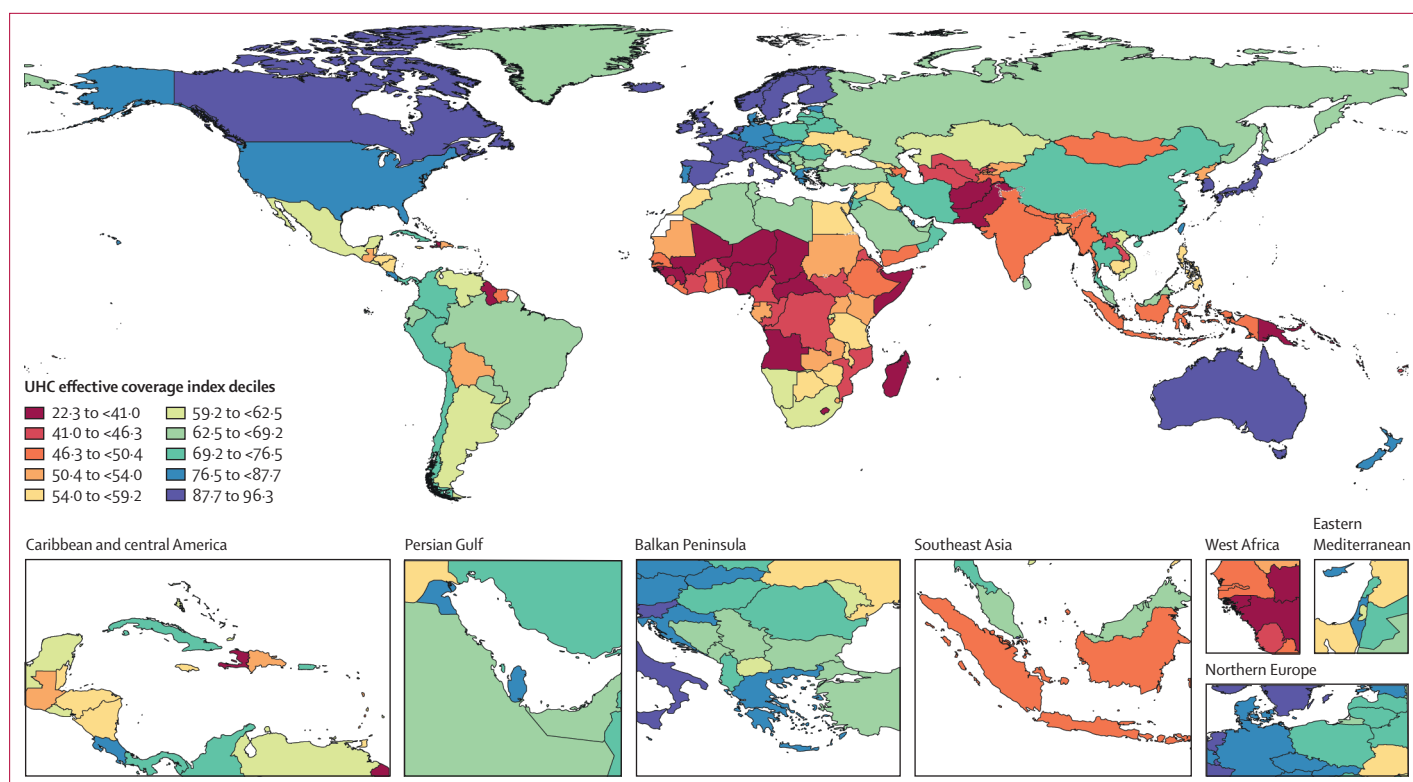 UHC effective coverage index deciles
22·3 to <41·0
41·0 to <46·3
46·3 to <50·4
50·4 to <54·0
54·0 to <59·2
59·2 to <62·5
62·5 to <69·2
69·2 to <76·5
76·5 to <87·7
87·7 to 96·3
Caribbean and central America
Persian Gulf
Balkan Peninsula
Southeast Asia
West Africa
Eastern
Mediterranean
Northern Europe